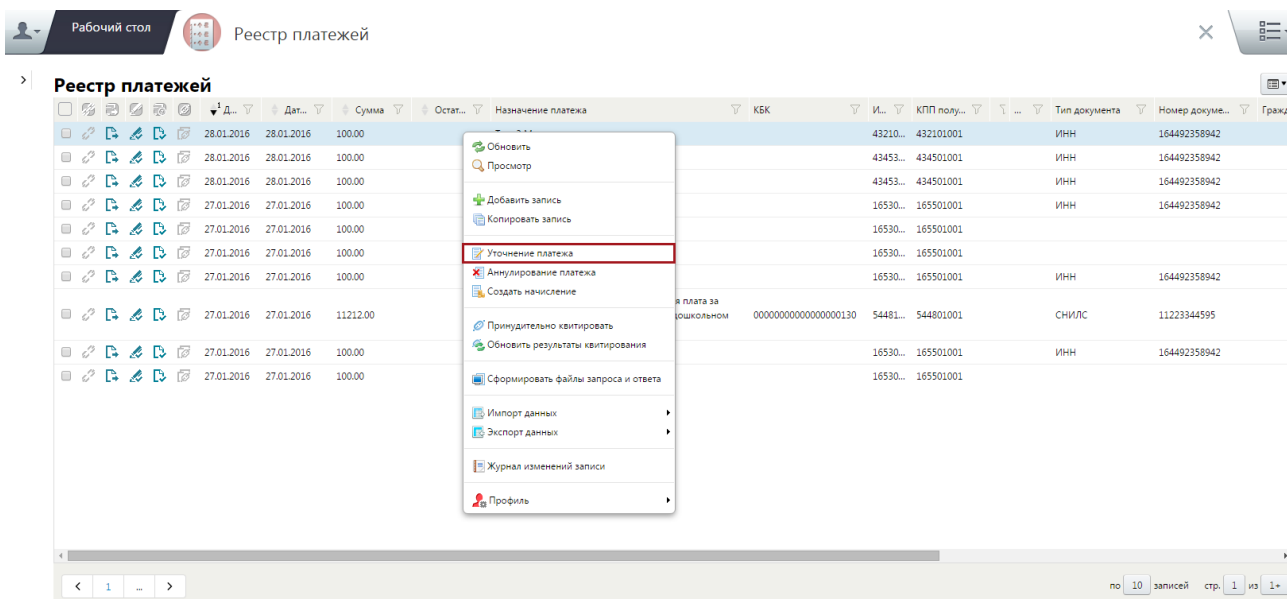 Рабочий стол
Реестр платежей
Реестр платежей
1 Д... Дат... Сумма Остат... Назначение платежа КБК И... КПП полу... ... Тип документа Номер докуме... Гражд
28.01.2016 28.01.2016 100.00 43210... 432101001 ИНН 164492358942
28.01.2016 28.01.2016 100.00 43453... 434501001 ИНН 164492358942
28.01.2016 28.01.2016 100.00 43453... 434501001 ИНН 164492358942
27.01.2016 27.01.2016 100.00 16530... 165501001 ИНН 164492358942
27.01.2016 27.01.2016 100.00 16530... 165501001
27.01.2016 27.01.2016 100.00 16530... 165501001
27.01.2016 27.01.2016 100.00 16530... 165501001 ИНН 164492358942
я плата за
27.01.2016 27.01.2016 11212.00 дошкольном 00000000000000000130 54481... 544801001 СНИЛС 11223344595
27.01.2016 27.01.2016 100.00 16530... 165501001 ИНН 164492358942
27.01.2016 27.01.2016 100.00 16530... 165501001
Обновить
Просмотр
Добавить запись
Копировать запись
Уточнение платежа
Аннулирование платежа
Создать начисление
Принудительно квитировать
Обновить результаты квитирования
Сформировать файлы запроса и ответа
Импорт данных
Экспорт данных
Журнал изменений записи
Профиль
1 ... по 10 записей стр. 1 из 1+